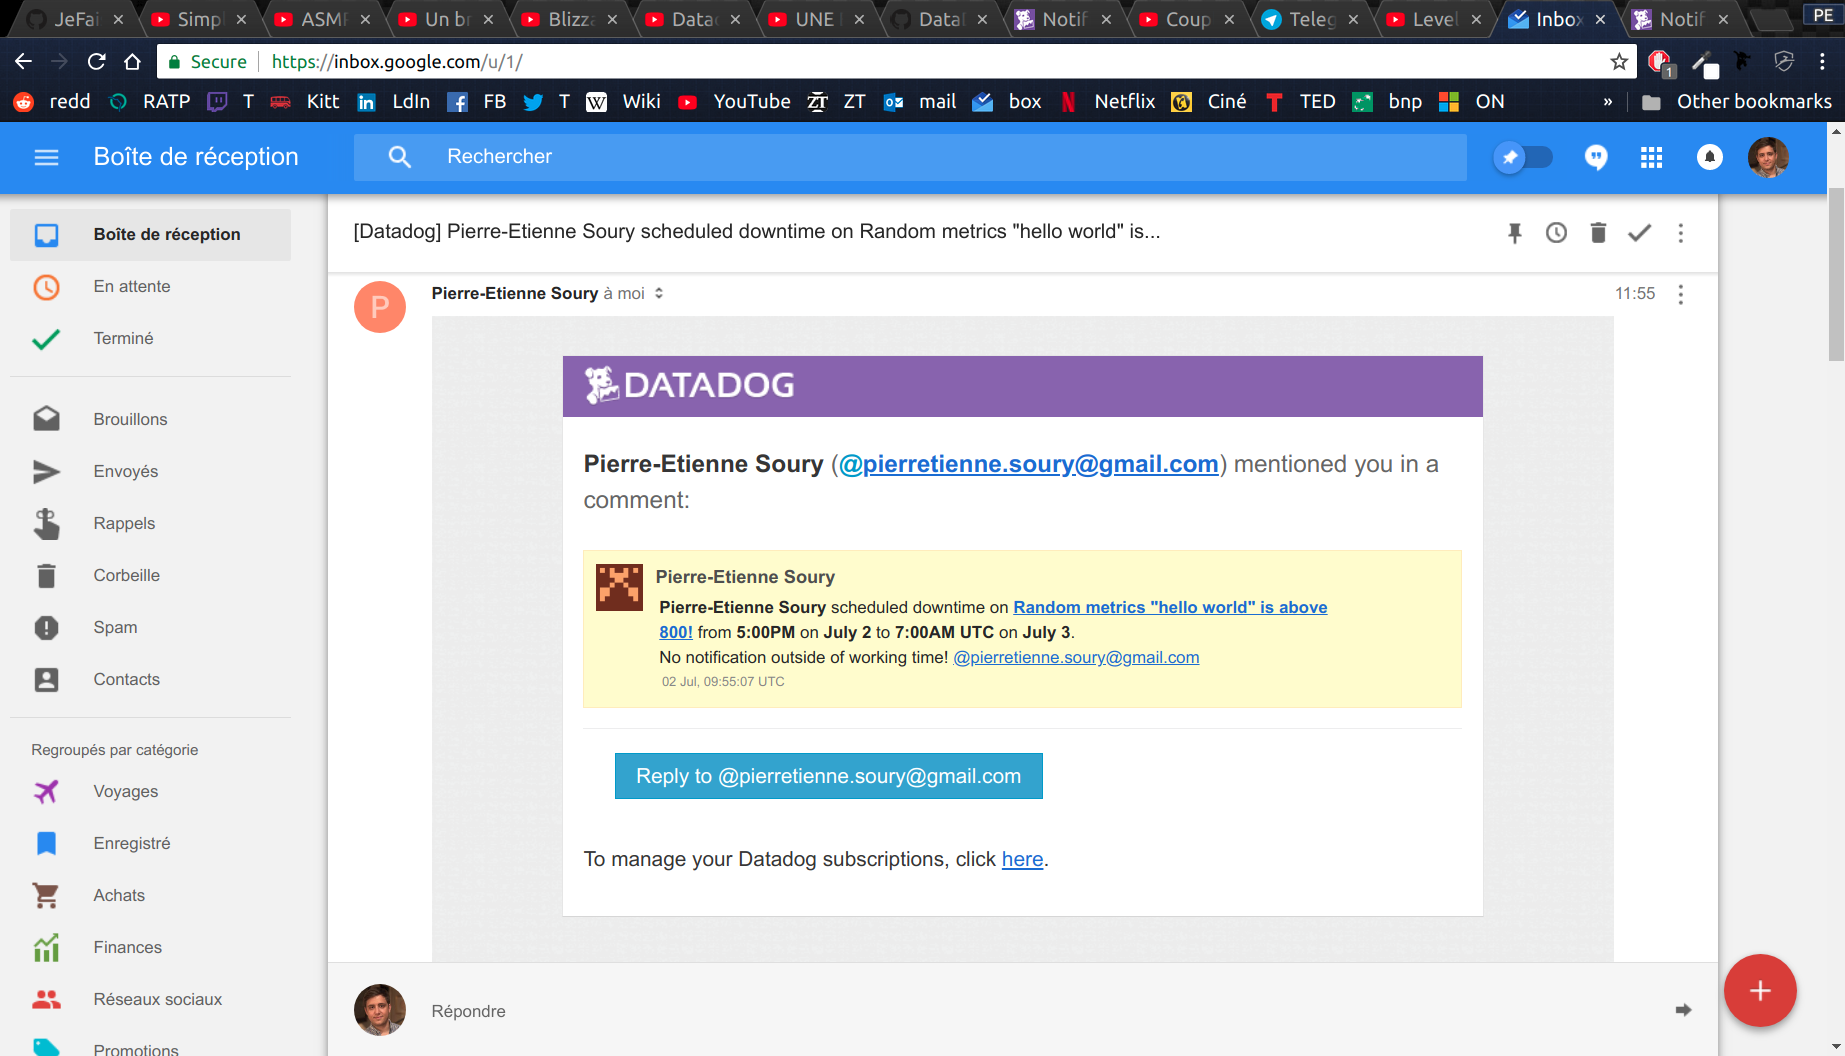 JeFai
Simpl
ASMR
Un br
Blizza
Datad
UNE
Datal
Notif
Coup
Teleg
Level
Inbox
Notif
PE
Secure
https://inbox.google.com/u/1/
1
redd RATP T Kitt LdIn FB T Wiki YouTube ZT mail box Netflix Ciné TED bnp ON » Other bookmarks
Boîte de réception
Rechercher
Boîte de réception
En attente
Terminé
Brouillons
Envoyés
Rappels
Corbeille
Spam
Contacts
Regroupés par catégorie
Voyages
Enregistré
Achats
Finances
Réseaux sociaux
Promotions
[Datadog] Pierre-Etienne Soury scheduled downtime on Random metrics "hello world" is...
P
Pierre-Etienne Soury à moi
11:55
DATADOG
Pierre-Etienne Soury (@pierretienne.soury@gmail.com) mentioned you in a
comment:
Pierre-Etienne Soury
Pierre-Etienne Soury scheduled downtime on Random metrics "hello world" is above
800! from 5:00PM on July 2 to 7:00AM UTC on July 3.
No notification outside of working time! @pierretienne.soury@gmail.com
02 Jul, 09:55:07 UTC
Reply to @pierretienne.soury@gmail.com
To manage your Datadog subscriptions, click here.
Répondre